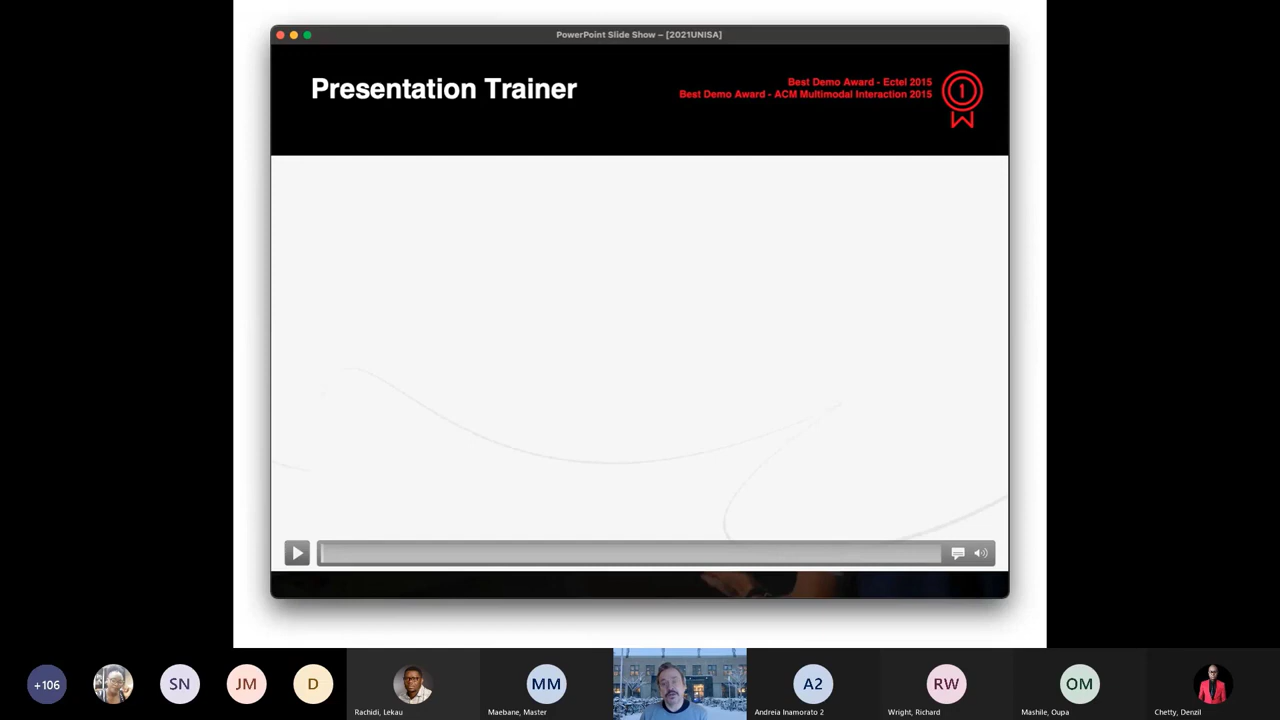 PowerPoint Slide Show – [2021UNISA]
Presentation Trainer
Best Demo Award - Ectel 2015
Best Demo Award - ACM Multimodal Interaction 2015
1
+106
SN
JM
D
Rachidi, Lekau
MM
Maebane, Master
A2
Andreia Inamorato 2
RW
Wright, Richard
OM
Mashile, Oupa
Chetty, Denzil